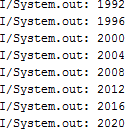 I/System.out: 1992
I/System.out: 1996
I/System.out: 2000
I/System.out: 2004
I/System.out: 2008
I/System.out: 2012
I/System.out: 2016
I/System.out: 2020